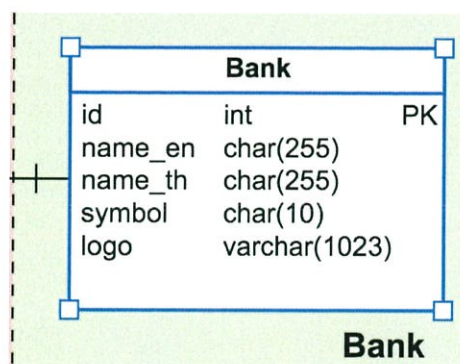 Bank
id int PK
name_en char(255)
name_th char(255)
symbol char(10)
logo varchar(1023)
Bank